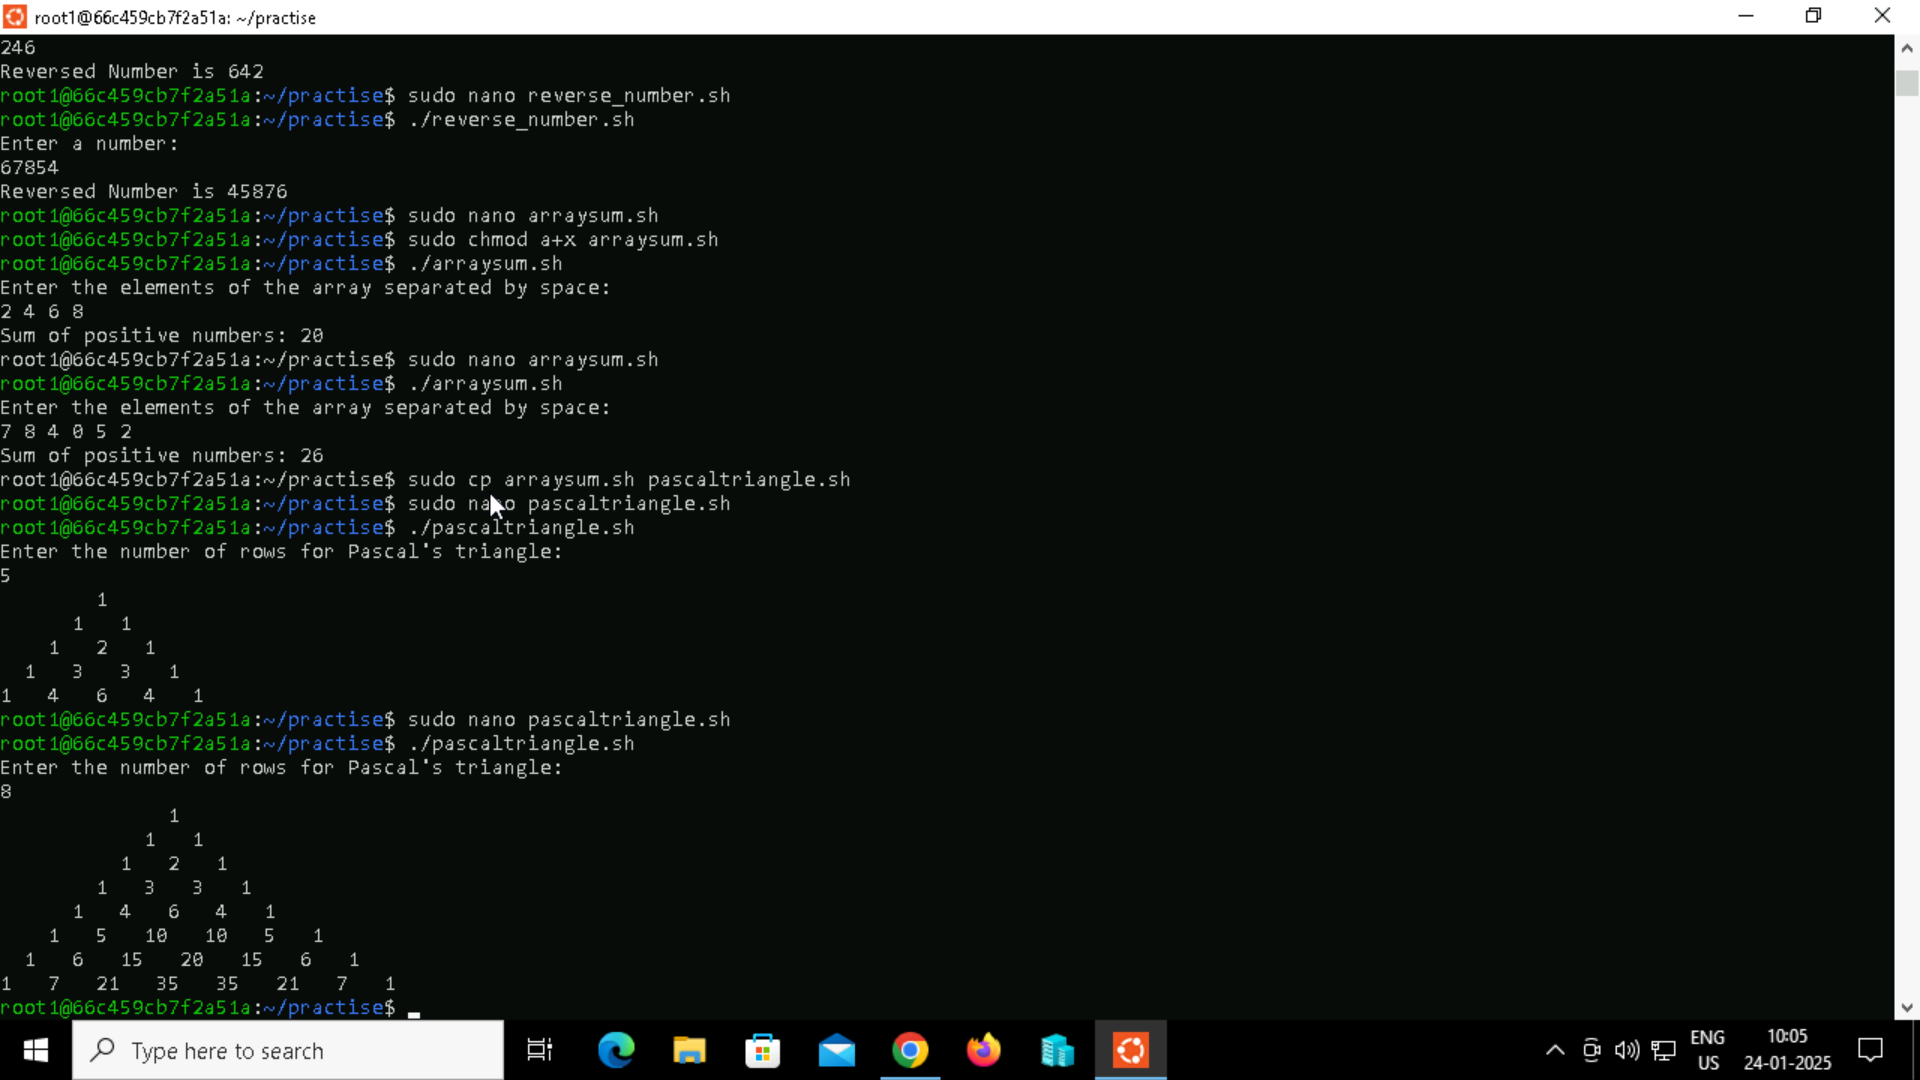 root1@66c459cb7f2a51a: ~/practise
246
Reversed Number is 642
root1@66c459cb7f2a51a:~/practise$ sudo nano reverse_number.sh
root1@66c459cb7f2a51a:~/practise$ ./reverse_number.sh
Enter a number:
67854
Reversed Number is 45876
root1@66c459cb7f2a51a:~/practise$ sudo nano arraysum.sh
root1@66c459cb7f2a51a:~/practise$ sudo chmod a+x arraysum.sh
root1@66c459cb7f2a51a:~/practise$ ./arraysum.sh
Enter the elements of the array separated by space:
2 4 6 8
Sum of positive numbers: 20
root1@66c459cb7f2a51a:~/practise$ sudo nano arraysum.sh
root1@66c459cb7f2a51a:~/practise$ ./arraysum.sh
Enter the elements of the array separated by space:
7 8 4 0 5 2
Sum of positive numbers: 26
root1@66c459cb7f2a51a:~/practise$ sudo cp arraysum.sh pascaltriangle.sh
root1@66c459cb7f2a51a:~/practise$ sudo nano pascaltriangle.sh
root1@66c459cb7f2a51a:~/practise$ ./pascaltriangle.sh
Enter the number of rows for Pascal's triangle:
5
1
1 1
1 2 1
1 3 3 1
1 4 6 4 1
root1@66c459cb7f2a51a:~/practise$ sudo nano pascaltriangle.sh
root1@66c459cb7f2a51a:~/practise$ ./pascaltriangle.sh
Enter the number of rows for Pascal's triangle:
8
1
1 1
1 2 1
1 3 3 1
1 4 6 4 1
1 5 10 10 5 1
1 6 15 20 15 6 1
1 7 21 35 35 21 7 1
root1@66c459cb7f2a51a:~/practise$
Type here to search
ENG
US
10:05
24-01-2025